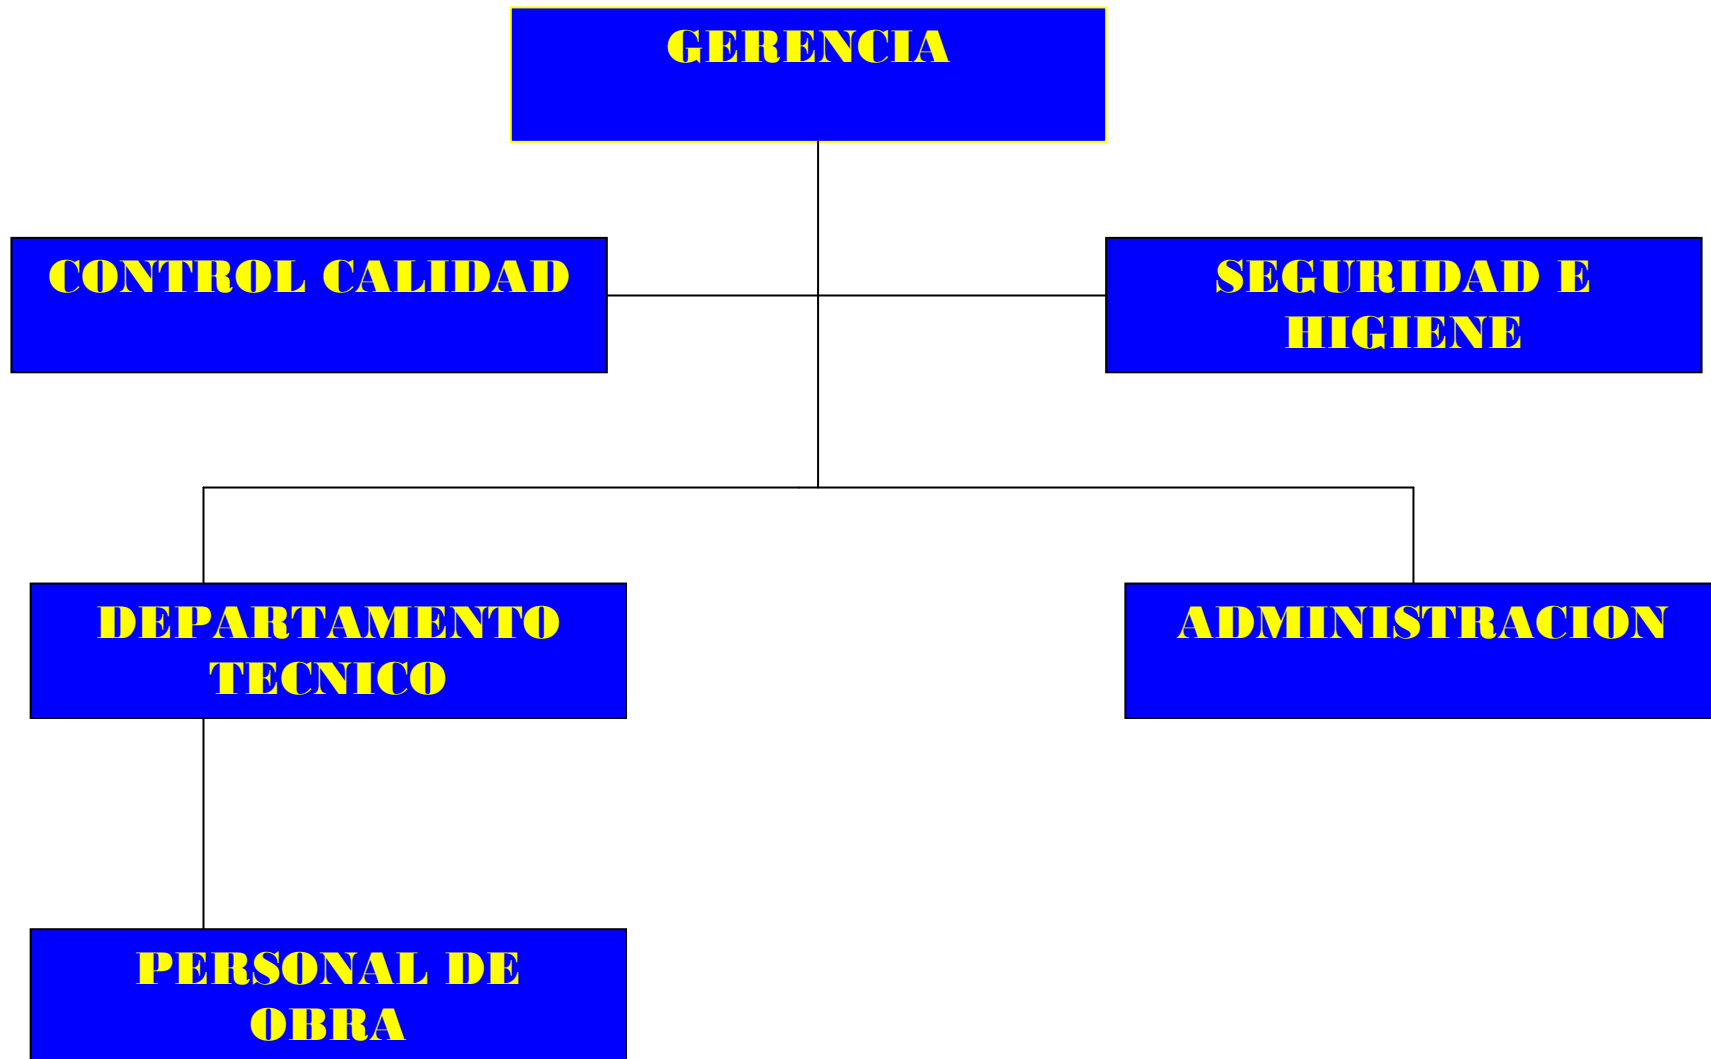 GERENCIA
CONTROL CALIDAD
SEGURIDAD E
HIGIENE
DEPARTAMENTO
TECNICO
ADMINISTRACION
PERSONAL DE
OBRA